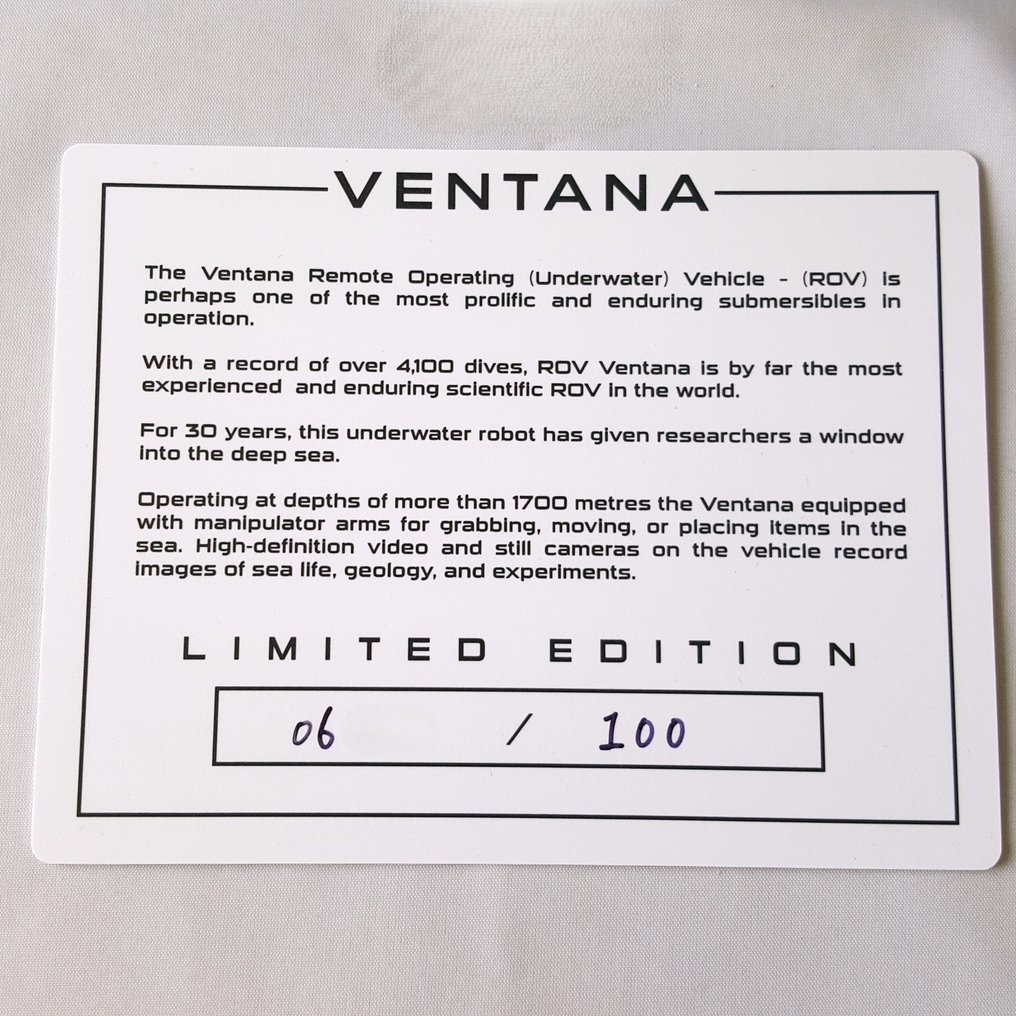 VENTANA
The Ventana Remote Operating (Underwater) Vehicle - (ROV) is
perhaps one of the most prolific and enduring submersibles in
operation.
With a record of over 4,100 dives, ROV Ventana is by far the most
experienced and enduring scientific ROV in the world.
For 30 years, this underwater robot has given researchers a window
into the deep sea.
Operating at depths of more than 1700 metres the Ventana equipped
with manipulator arms for grabbing, moving, or placing items in the
sea. High-definition video and still cameras on the vehicle record
images of sea life, geology, and experiments.
LIMITED EDITION
06 / 100